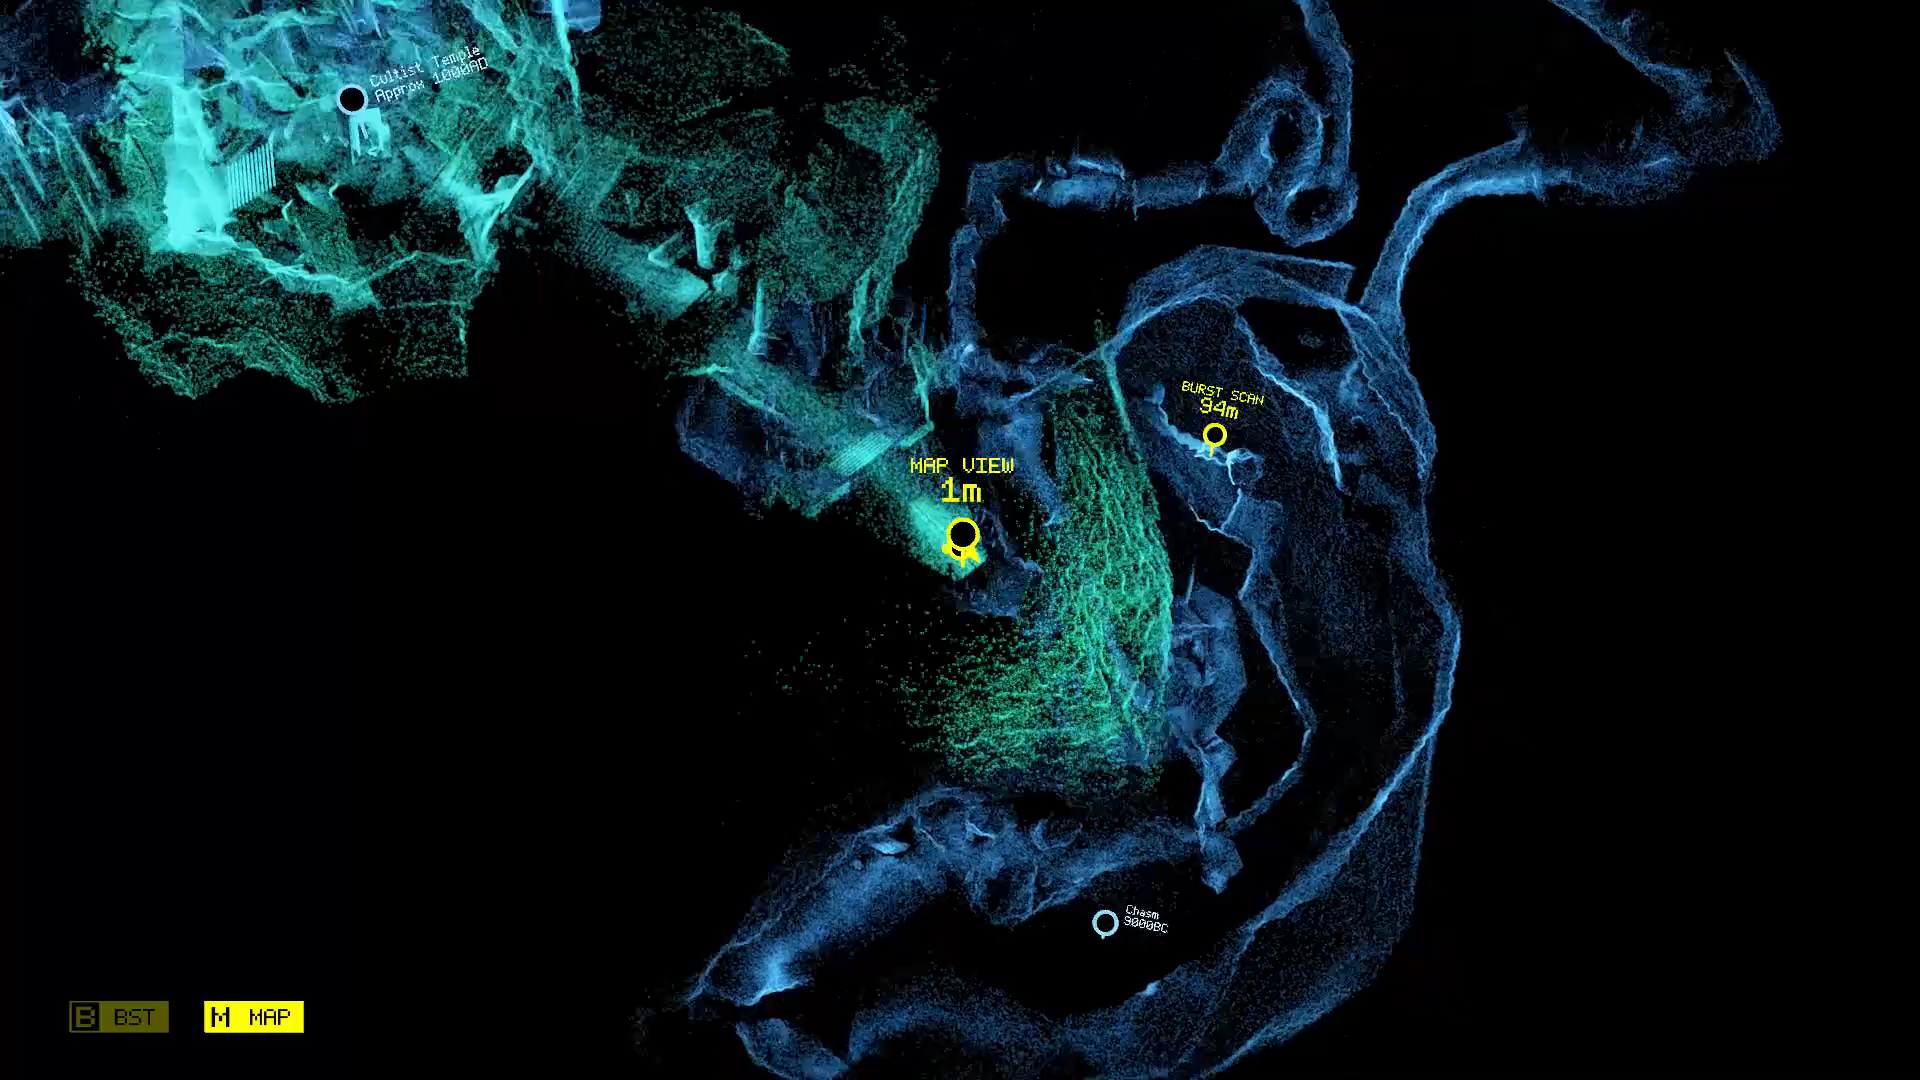 Cultist Temple
Approx 1000AD
BURST SCAN
94m
MAP VIEW
1m
Chasm
9000BC
B BST
M MAP